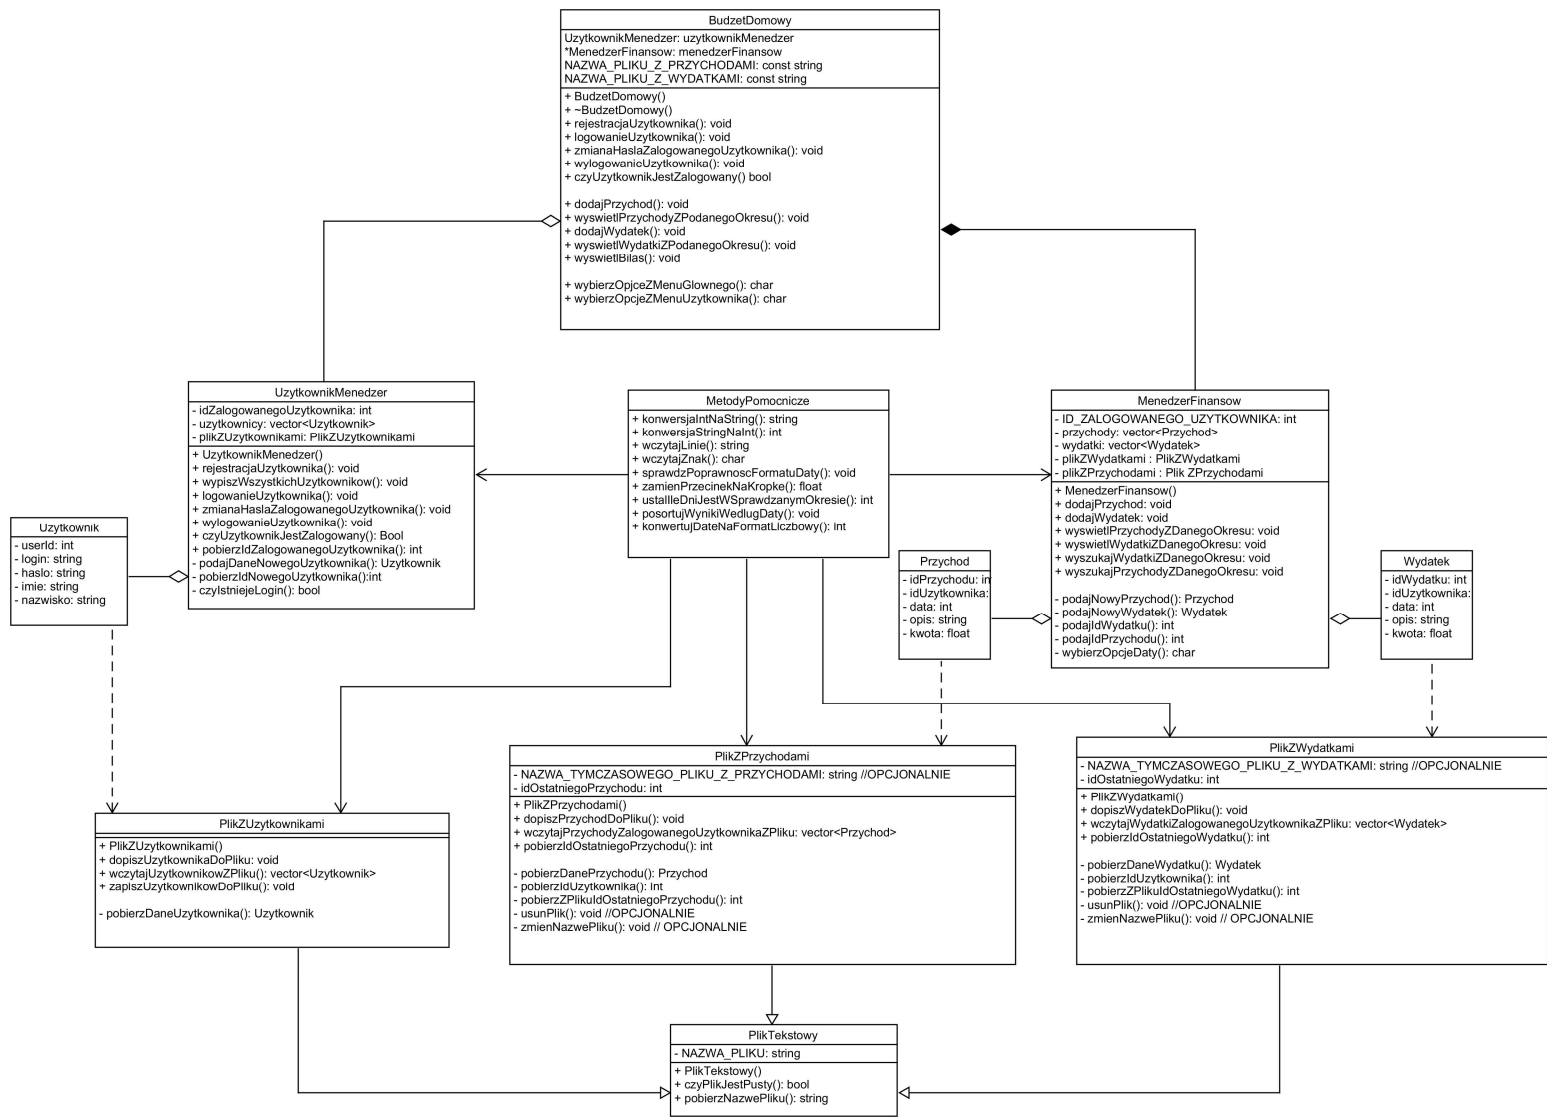 BudzetDomowy
UzytkownikMenedzer: uzytkownikMenedzer
*MenedzerFinansow: menedzerFinansow
NAZWA_PLIKU_Z_PRZYCHODAMI: const string
NAZWA_PLIKU_Z_WYDATKAMI: const string
+ BudzetDomowy()
+ ~BudzetDomowy()
+ rejestracjaUzytkownika(): void
+ logowanieUzytkownika(): void
+ zmianaHaslaZalogowanegoUzytkownika(): void
+ wylogowanieUzytkownika(): void
+ czyUzytkownikJestZalogowany() bool
+ dodajPrzychod(): void
+ wyswietlPrzychodyZPodanegoOkresu(): void
+ dodajWydatek(): void
+ wyswietlWydatkiZPodanegoOkresu(): void
+ wyswietlBilas(): void
+ wybierzOpjceZMenuGlownego(): char
+ wybierzOpcjeZMenuUzytkownika(): char
UzytkownikMenedzer
- idZalogowanegoUzytkownika: int
- uzytkownicy: vector<Uzytkownik>
- plikZUzytkownikami: PlikZUzytkownikami
+ UzytkownikMenedzer()
+ rejestracjaUzytkownika(): void
+ wypiszWszystkichUzytkownikow(): void
+ logowanieUzytkownika(): void
+ zmianaHaslaZalogowanegoUzytkownika(): void
+ wylogowanieUzytkownika(): void
+ czyUzytkownikJestZalogowany(): Bool
+ pobierzIdZalogowanegoUzytkownika(): int
- podajDaneNowegoUzytkownika(): Uzytkownik
- pobierzIdNowegoUzytkownika():int
- czyIstniejeLogin(): bool
MetodyPomocnicze
+ konwersjaIntNaString(): string
+ konwersjaStringNaInt(): int
+ wczytajLinie(): string
+ wczytajZnak(): char
+ sprawdzPoprawnoscFormatuDaty(): void
+ zamienPrzecinekNaKropke(): float
+ ustalIleDniJestWSprawdzanymOkresie(): int
+ posortujWynikiWedlugDaty(): void
+ konwertujDateNaFormatLiczbowy(): int
MenedzerFinansow
- ID_ZALOGOWANEGO_UZYTKOWNIKA: int
- przychody: vector<Przychod>
- wydatki: vector<Wydatek>
- plikZWydatkami : PlikZWydatkami
- plikZPrzychodami : Plik ZPrzychodami
+ MenedzerFinansow()
+ dodajPrzychod: void
+ dodajWydatek: void
+ wyswietlPrzychodyZDanegoOkresu: void
+ wyswietlWydatkiZDanegoOkresu: void
+ wyszukajWydatkiZDanegoOkresu: void
+ wyszukajPrzychodyZDanegoOkresu: void
- podajNowyPrzychod(): Przychod
- podajNowyWydatek(): Wydatek
- podajIdWydatku(): int
- podajIdPrzychodu(): int
- wybierzOpcjeDaty(): char
Uzytkownik
- userId: int
- login: string
- haslo: string
- imie: string
- nazwisko: string
Przychod
- idPrzychodu: in
- idUzytkownika:
- data: int
- opis: string
- kwota: float
Wydatek
- idWydatku: int
- idUzytkownika:
- data: int
- opis: string
- kwota: float
PlikZUzytkownikami
+ PlikZUzytkownikami()
+ dopiszUzytkownikaDoPliku: void
+ wczytajUzytkownikowZPliku(): vector<Uzytkownik>
+ zapiszUzytkownikowDoPliku(): void
- pobierzDaneUzytkownika(): Uzytkownik
PlikZPrzychodami
- NAZWA_TYMCZASOWEGO_PLIKU_Z_PRZYCHODAMI: string //OPCJONALNIE
- idOstatniegoPrzychodu: int
+ PlikZPrzychodami()
+ dopiszPrzychodDoPliku(): void
+ wczytajPrzychodyZalogowanegoUzytkownikaZPliku: vector<Przychod>
+ pobierzIdOstatniegoPrzychodu(): int
- pobierzDanePrzychodu(): Przychod
- pobierzIdUzytkownika(): int
- pobierzZPlikuIdOstatniegoPrzychodu(): int
- usunPlik(): void //OPCJONALNIE
- zmienNazwePliku(): void // OPCJONALNIE
PlikZWydatkami
- NAZWA_TYMCZASOWEGO_PLIKU_Z_WYDATKAMI: string //OPCJONALNIE
- idOstatniegoWydatku: int
+ PlikZWydatkami()
+ dopiszWydatekDoPliku(): void
+ wczytajWydatkiZalogowanegoUzytkownikaZPliku: vector<Wydatek>
+ pobierzIdOstatniegoWydatku(): int
- pobierzDaneWydatku(): Wydatek
- pobierzIdUzytkownika(): int
- pobierzZPlikuIdOstatniegoWydatku(): int
- usunPlik(): void //OPCJONALNIE
- zmienNazwePliku(): void // OPCJONALNIE
PlikTekstowy
- NAZWA_PLIKU: string
+ PlikTekstowy()
+ czyPlikJestPusty(): bool
+ pobierzNazwePliku(): string